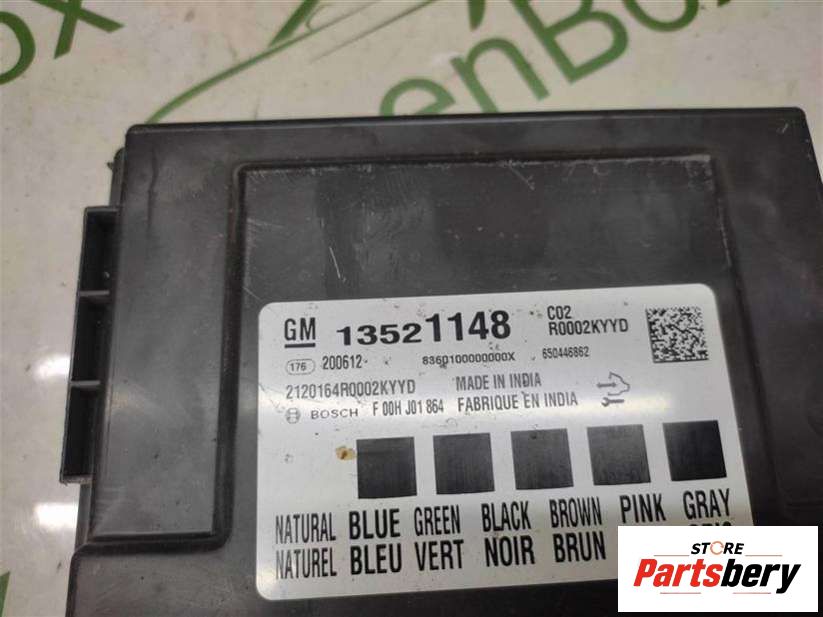 x
enBox
GM 13521148 C02
R0002KYYD
176 200612 8360100000000X 650446862
2120164R0002KYYD MADE IN INDIA
BOSCH F 00H J01 864 FABRIQUE EN INDIA
NATURAL BLUE GREEN BLACK BROWN PINK GRAY
NATUREL BLEU VERT NOIR BRUN
STORE
Partsbery